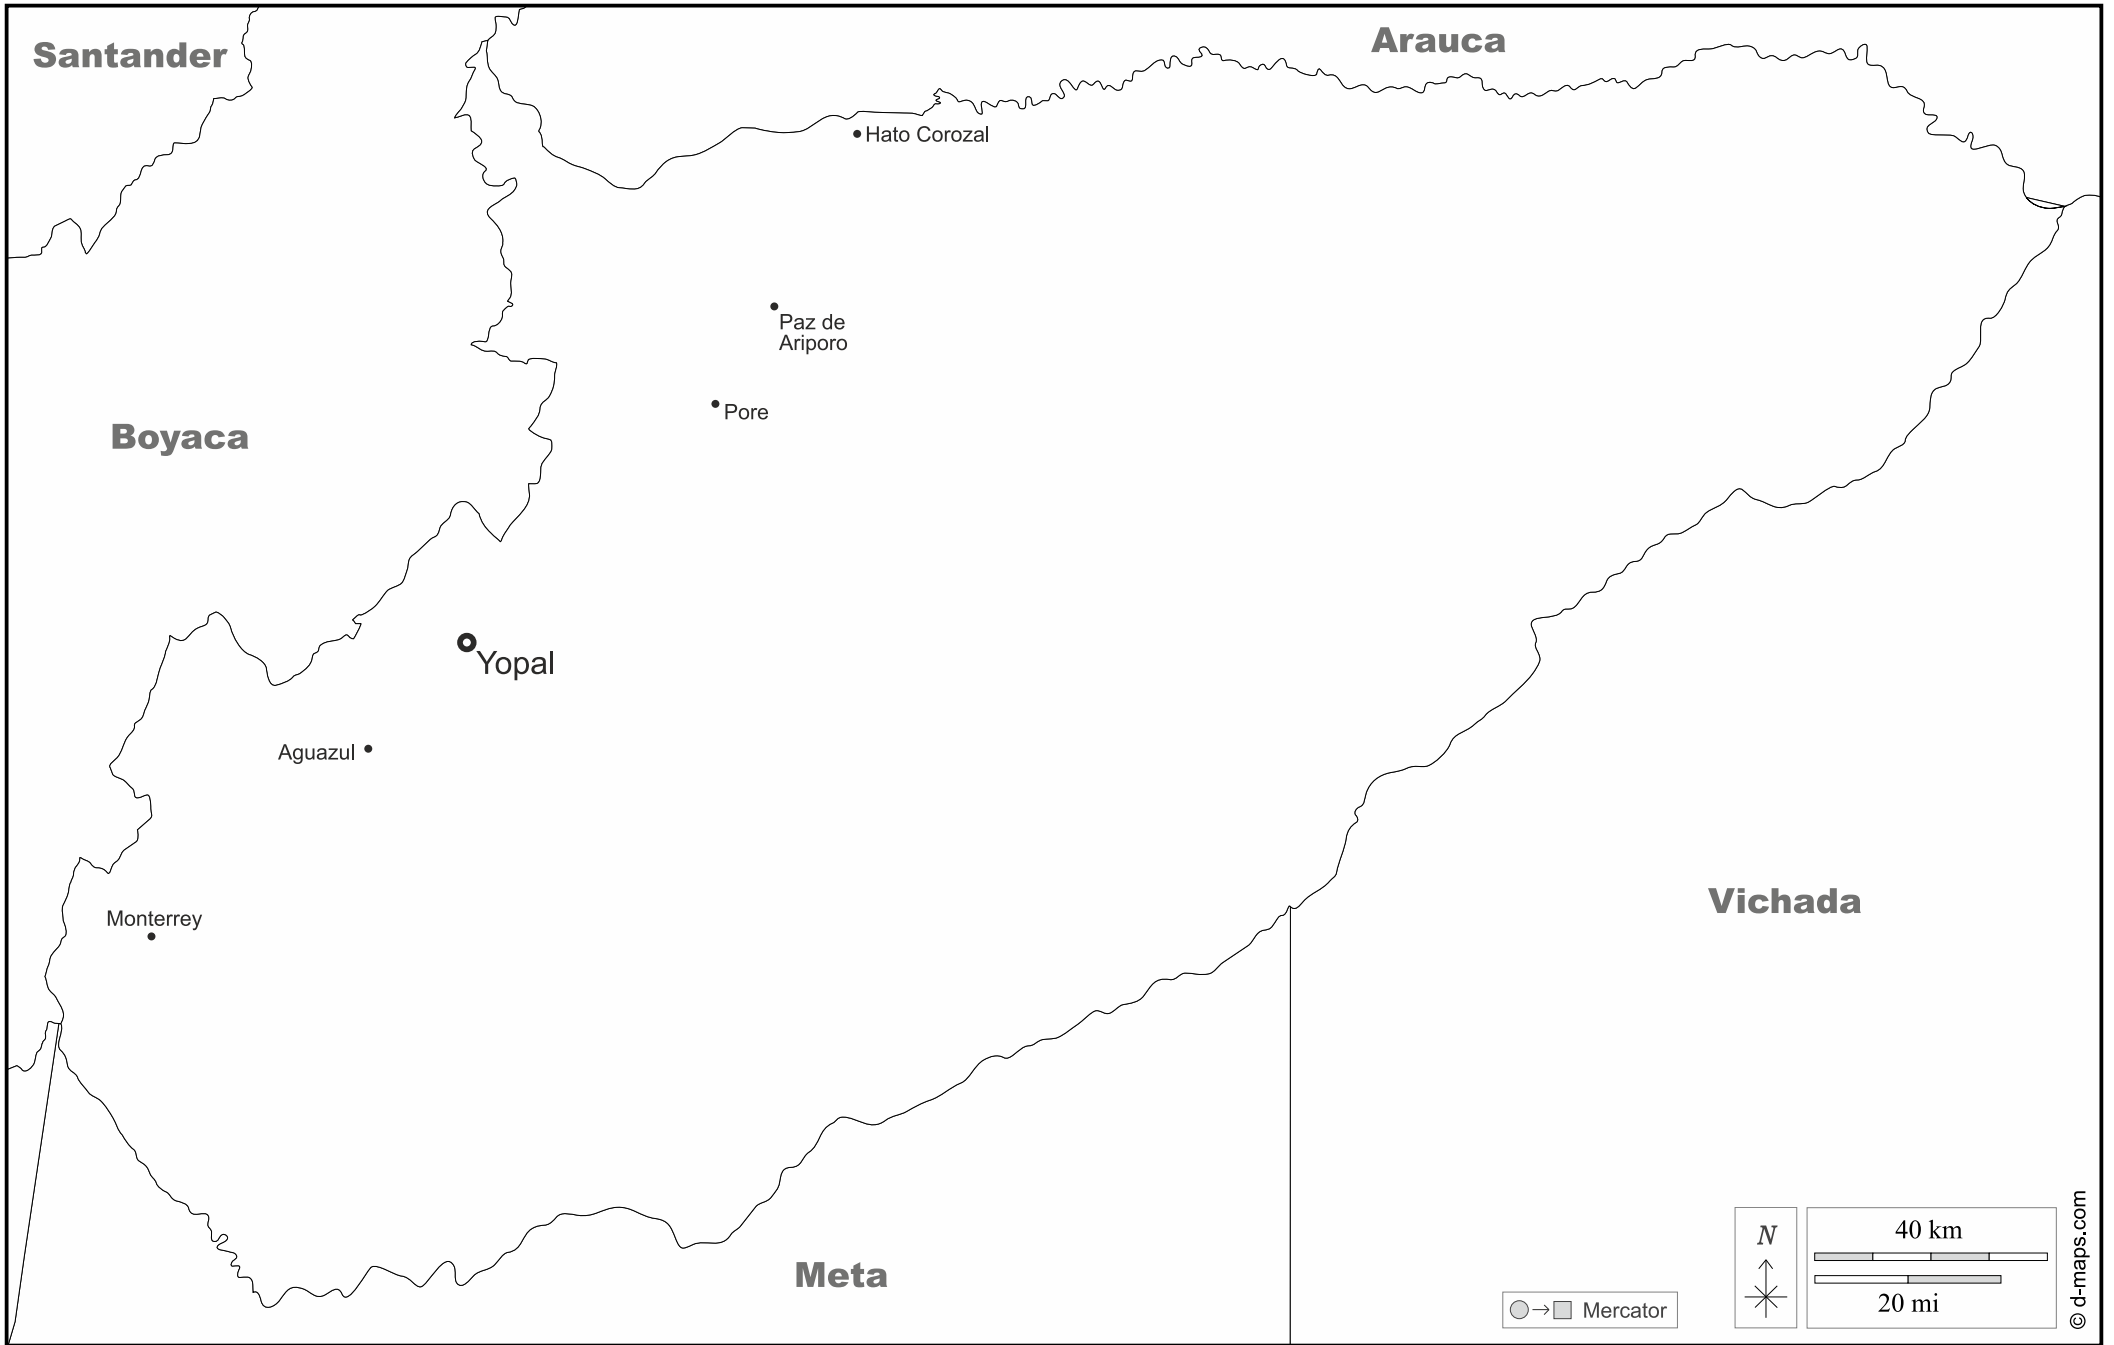 Santander
Arauca
Hato Corozal
Paz de
Ariporo
Pore
Boyaca
Yopal
Aguazul
Vichada
Monterrey
Meta
N
40 km
20 mi
Mercator
© d-maps.com